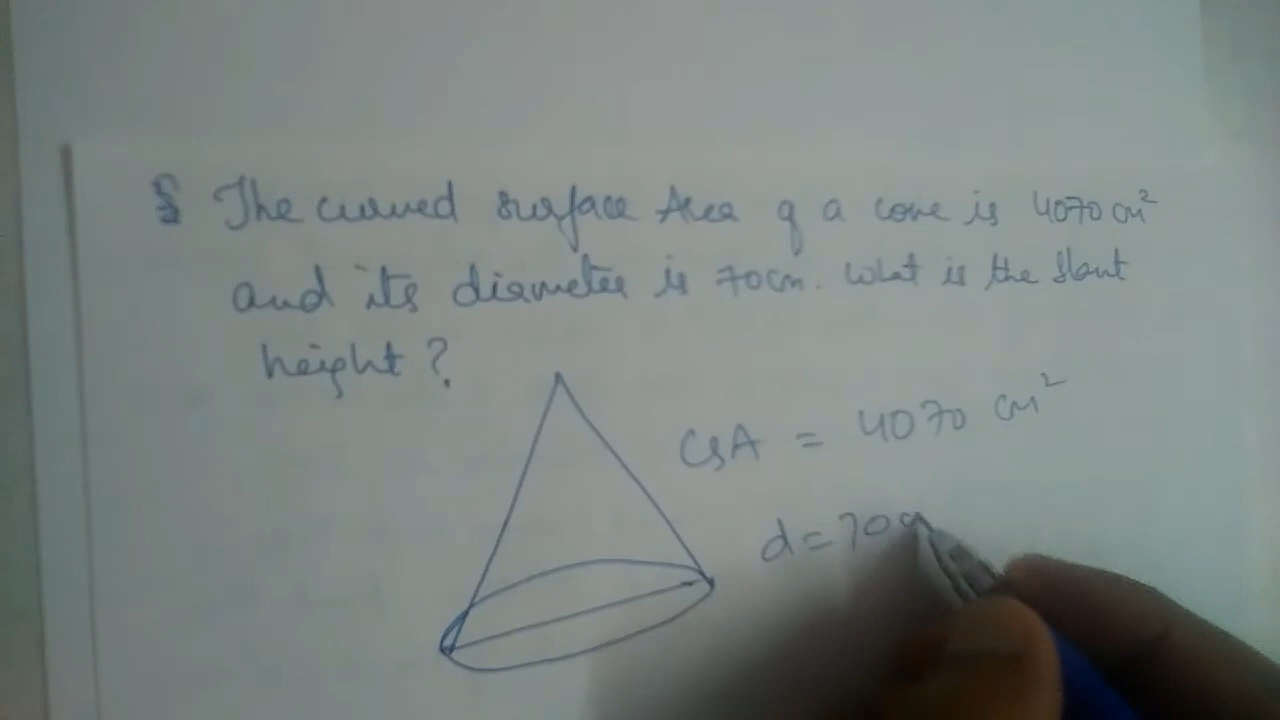 § The curved surface Area of a cone is 4070 cm²
and its diameter is 70cm. What is the slant
height?
CSA = 4070 cm²
d=70